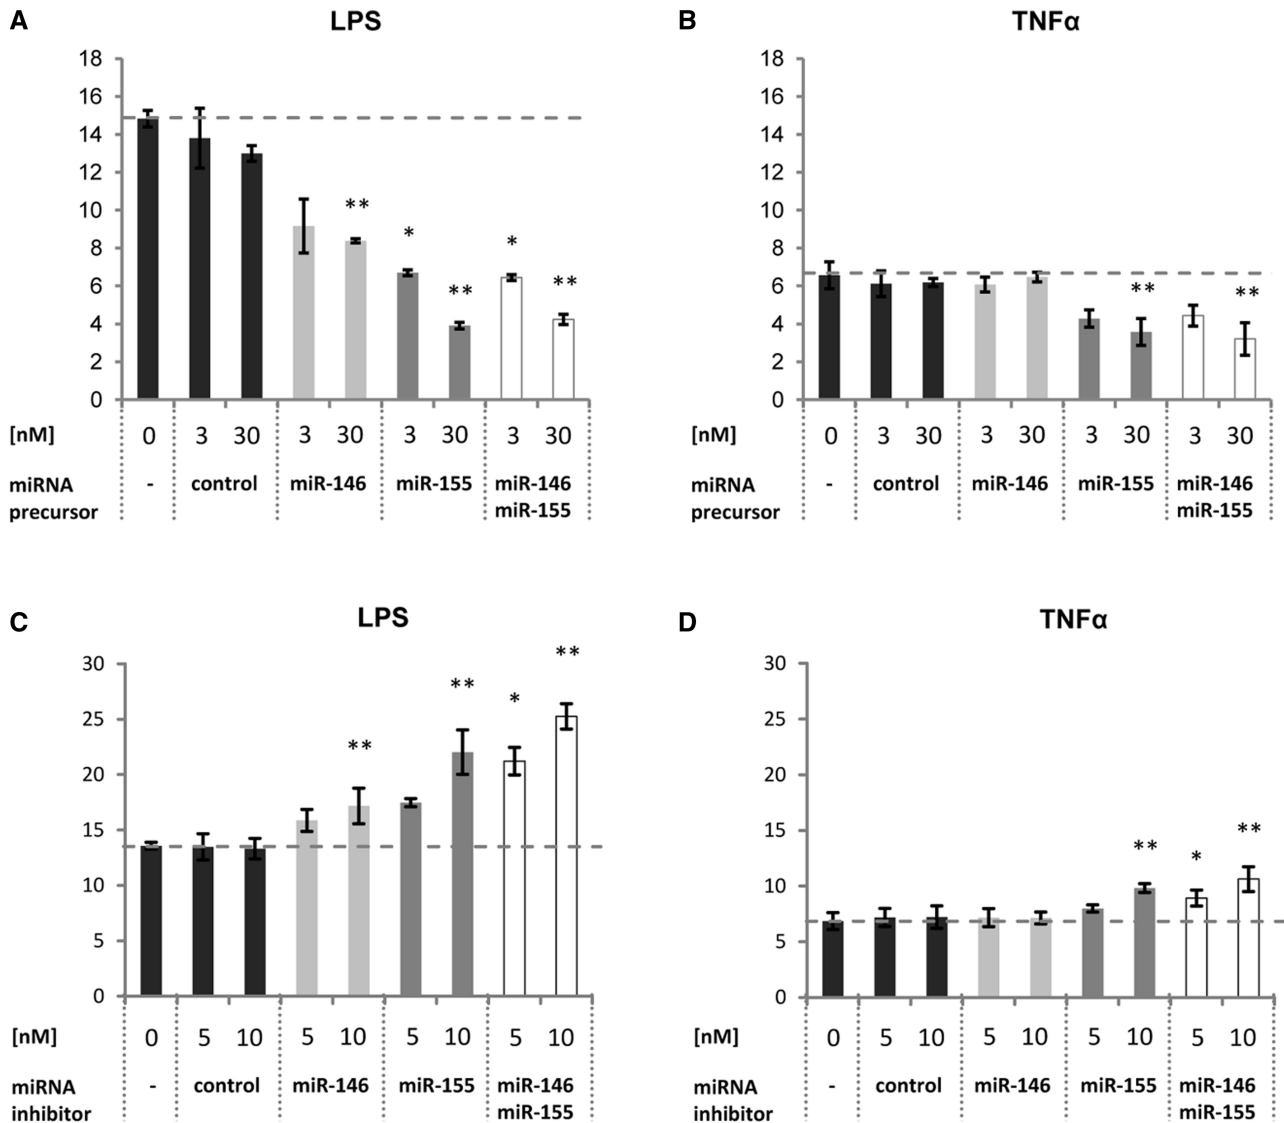 A
LPS
18
16
14
12
10
8
6
4
2
0
** * ** * **
[nM] 0 3 30 3 30 3 30 3 30
miRNA - control miR-146 miR-155 miR-146
precursor miR-155
B
TNFα
18
16
14
12
10
8
6
4
2
0
** **
[nM] 0 3 30 3 30 3 30 3 30
miRNA - control miR-146 miR-155 miR-146
precursor miR-155
C
LPS
30
25
20
15
10
5
0
** ** * **
[nM] 0 5 10 5 10 5 10 5 10
miRNA - control miR-146 miR-155 miR-146
inhibitor miR-155
D
TNFα
30
25
20
15
10
5
0
** * **
[nM] 0 5 10 5 10 5 10 5 10
miRNA - control miR-146 miR-155 miR-146
inhibitor miR-155